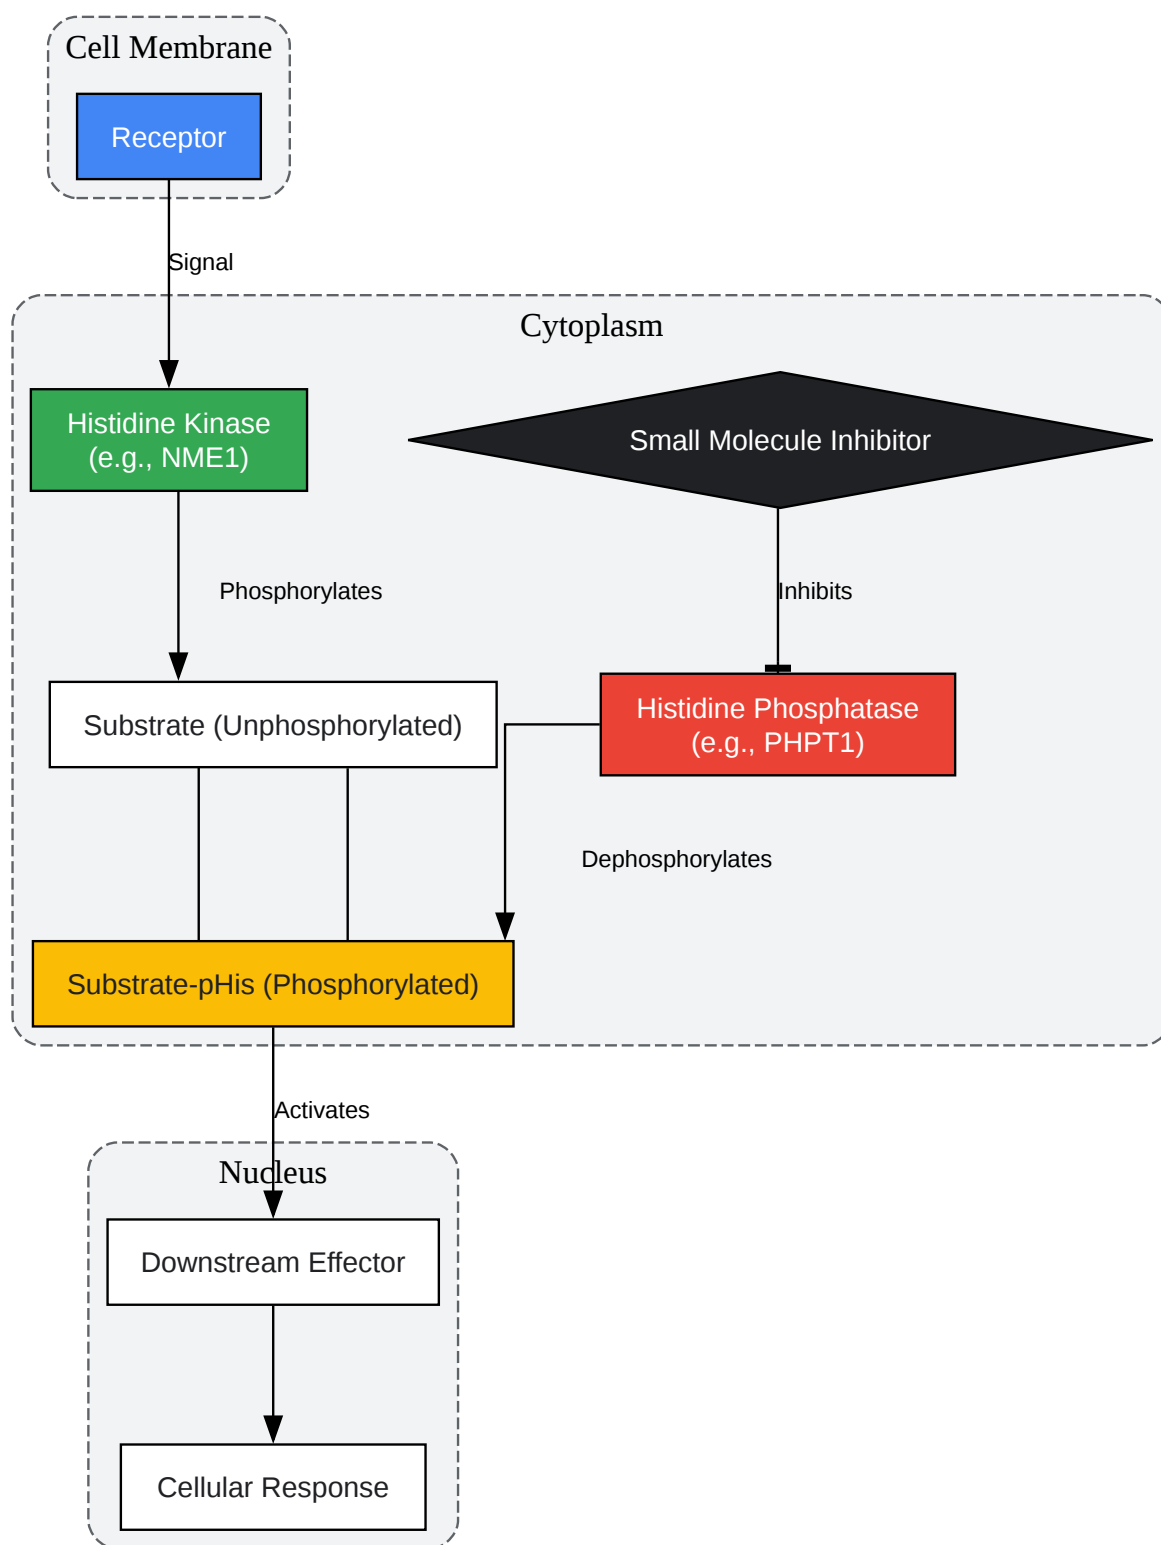 Cell Membrane
Receptor
Signal
Cytoplasm
Histidine Kinase
(e.g., NME1)
Small Molecule Inhibitor
Phosphorylates
Inhibits
Substrate (Unphosphorylated)
Histidine Phosphatase
(e.g., PHPT1)
Dephosphorylates
Substrate-pHis (Phosphorylated)
Activates
Nucleus
Downstream Effector
Cellular Response